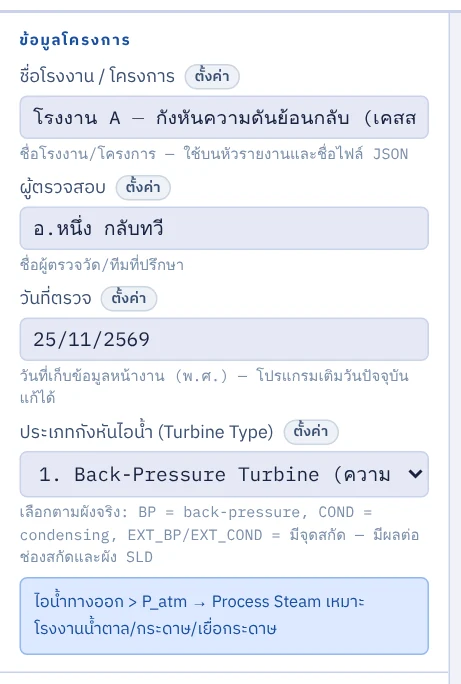 ข้อมูลโครงการ
ชื่อโรงงาน / โครงการ ตั้งค่า
โรงงาน A — กังหันความดันย้อนกลับ (เคสส
ชื่อโรงงาน/โครงการ — ใช้บนหัวรายงานและชื่อไฟล์ JSON
ผู้ตรวจสอบ ตั้งค่า
อ.หนึ่ง กลับทวี
ชื่อผู้ตรวจวัด/ทีมที่ปรึกษา
วันที่ตรวจ ตั้งค่า
25/11/2569
วันที่เก็บข้อมูลหน้างาน (พ.ศ.) — โปรแกรมเติมวันปัจจุบัน
แก้ได้
ประเภทกังหันไอน้ำ (Turbine Type) ตั้งค่า
1. Back-Pressure Turbine (ความ
เลือกตามผังจริง: BP = back-pressure, COND =
condensing, EXT_BP/EXT_COND = มีจุดสกัด — มีผลต่อ
ช่องสกัดและผัง SLD
ไอน้ำทางออก > P_atm → Process Steam เหมาะ
โรงงานน้ำตาล/กระดาษ/เยื่อกระดาษ